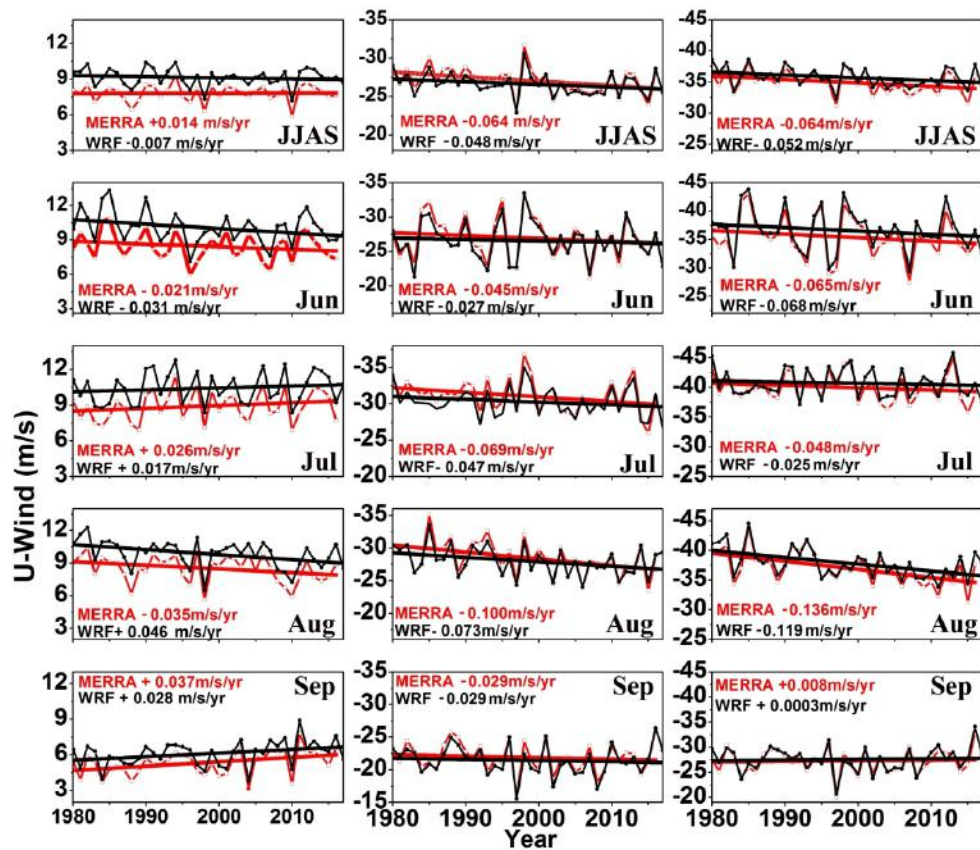 U-Wind (m/s)
12
9
6
3
MERRA +0.014 m/s/yr
WRF -0.007 m/s/yr
JJAS
-35
-30
-25
-20
MERRA -0.064 m/s/yr
WRF -0.048 m/s/yr
JJAS
-45
-40
-35
-30
-25
MERRA -0.064m/s/yr
WRF- 0.052 m/s/yr
JJAS
12
9
6
3
MERRA - 0.021m/s/yr
WRF - 0.031 m/s/yr
Jun
-35
-30
-25
-20
MERRA -0.045m/s/yr
WRF -0.027 m/s/yr
Jun
-45
-40
-35
-30
-25
MERRA -0.065m/s/yr
WRF -0.068 m/s/yr
Jun
12
9
6
3
MERRA + 0.026m/s/yr
WRF + 0.017m/s/yr
Jul
-35
-30
-25
-20
MERRA -0.069m/s/yr
WRF- 0.047 m/s/yr
Jul
-45
-40
-35
-30
-25
MERRA -0.048m/s/yr
WRF -0.025 m/s/yr
Jul
12
9
6
3
MERRA - 0.035m/s/yr
WRF+ 0.046 m/s/yr
Aug
-35
-30
-25
-20
MERRA -0.100m/s/yr
WRF- 0.073m/s/yr
Aug
-45
-40
-35
-30
-25
MERRA -0.136m/s/yr
WRF -0.119 m/s/yr
Aug
12
9
6
3
MERRA + 0.037m/s/yr
WRF + 0.028 m/s/yr
Sep
-35
-30
-25
-20
-15
MERRA -0.029m/s/yr
WRF -0.029 m/s/yr
Sep
-45
-40
-35
-30
-25
-20
MERRA +0.008m/s/yr
WRF + 0.0003m/s/yr
Sep
1980 1990 2000 2010
1980 1990 2000 2010
1980 1990 2000 2010
Year